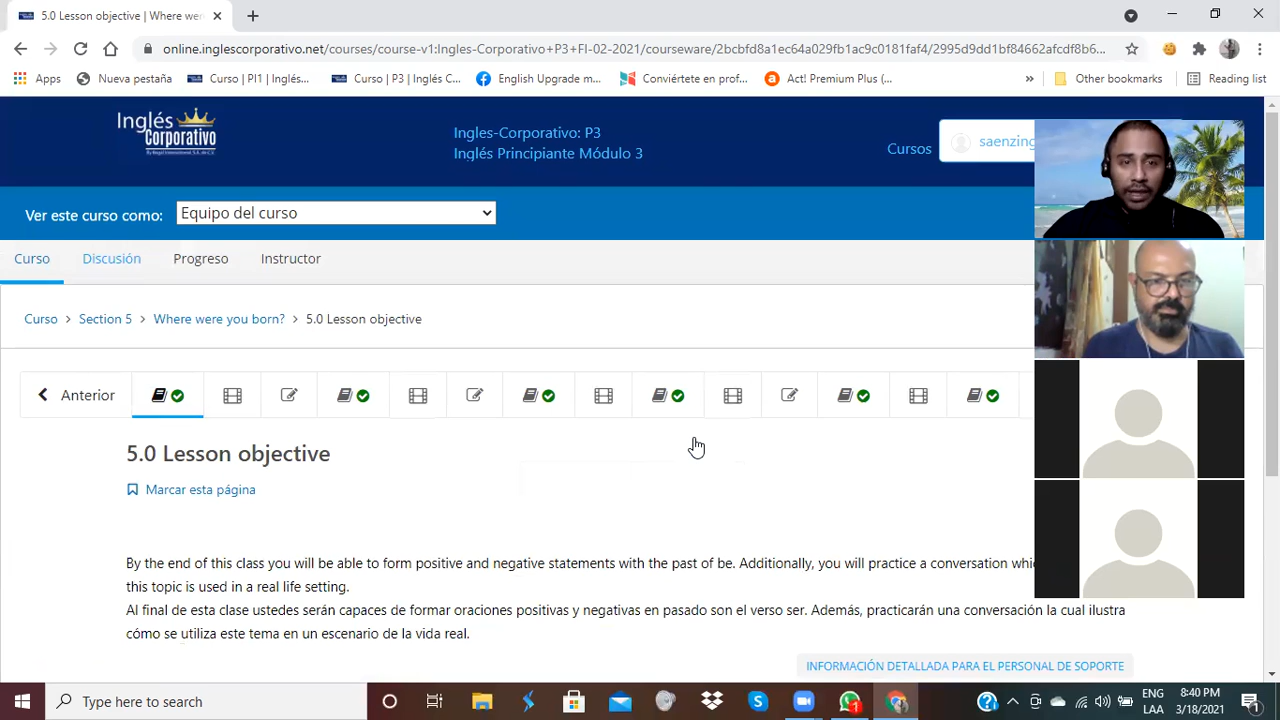 5.0 Lesson objective | Where wer
online.inglescorporativo.net/courses/course-v1:Ingles-Corporativo+P3+FI-02-2021/courseware/2bcbfd8a1ec64a029fb1ac9c0181faf4/2995d9dd1bf84662afcdf8b6...
Apps
Nueva pestaña
Curso | PI1 | Inglés...
Curso | P3 | Inglés C...
English Upgrade m...
Conviértete en prof...
Act! Premium Plus (...
»
Other bookmarks
Reading list
Inglés
Corporativo
Ingles-Corporativo: P3
Inglés Principiante Módulo 3
Cursos
saenzing
Ver este curso como:
Equipo del curso
Curso
Discusión
Progreso
Instructor
Curso > Section 5 > Where were you born? > 5.0 Lesson objective
Anterior
5.0 Lesson objective
Marcar esta página
By the end of this class you will be able to form positive and negative statements with the past of be. Additionally, you will practice a conversation whic
this topic is used in a real life setting.
Al final de esta clase ustedes serán capaces de formar oraciones positivas y negativas en pasado son el verso ser. Además, practicarán una conversación la cual ilustra
cómo se utiliza este tema en un escenario de la vida real.
INFORMACIÓN DETALLADA PARA EL PERSONAL DE SOPORTE
Type here to search
ENG
LAA
8:40 PM
3/18/2021